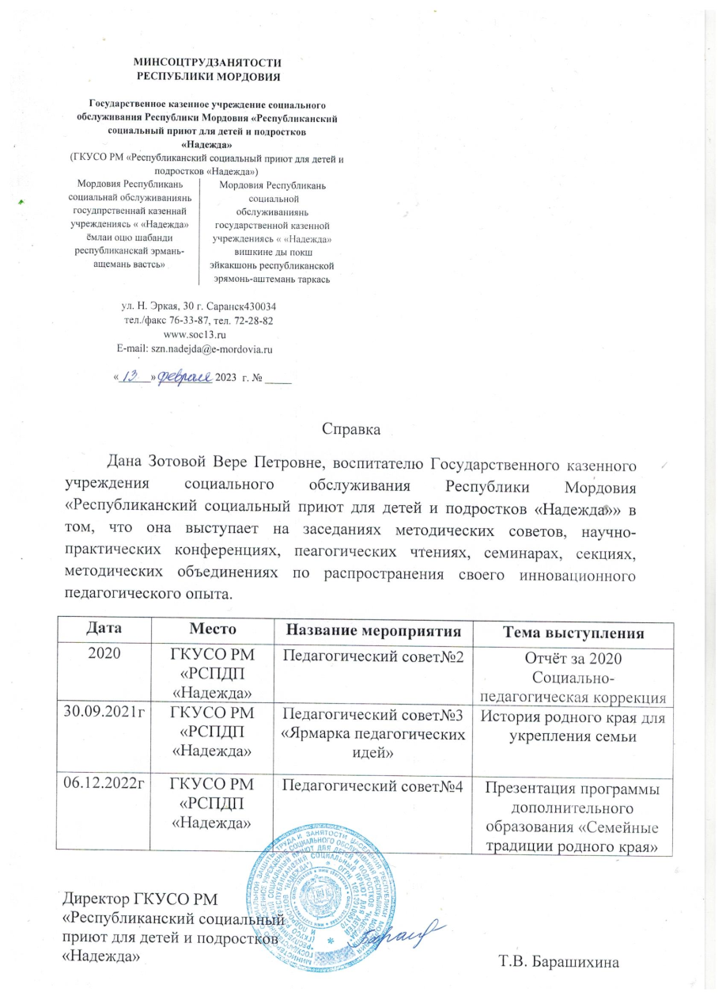 МИНСОЦТРУДЗАНЯТОСТИ
РЕСПУБЛИКИ МОРДОВИЯ
Государственное казенное учреждение социального
обслуживания Республики Мордовия «Республиканский
социальный приют для детей и подростков
«Надежда»
(ГКУСО РМ «Республиканский социальный приют для детей и
подростков «Надежда»)
Мордовия Республикань
социальнай обслуживаниянь
госудпрственнай казеннай
учреждениясь « «Надежда»
ёмлаи оцю шабанди
республиканскай эрмань-
ащемань вастсь»
Мордовия Республикань
социальной
обслуживаниянь
государственной казенной
учреждениясь « «Надежда»
вишкине ды покш
эйкакшонь республиканской
эрямонь-аштемань таркась
ул. Н. Эркая, 30 г. Саранск430034
тел./факс 76-33-87, тел. 72-28-82
www.soc13.ru
E-mail: szn.nadejda@e-mordovia.ru
« 13 » февраля 2023 г. № _____
Справка
Дана Зотовой Вере Петровне, воспитателю Государственного казенного
учреждения социального обслуживания Республики Мордовия
«Республиканский социальный приют для детей и подростков «Надежда»» в
том, что она выступает на заседаниях методических советов, научно-
практических конференциях, пеагогических чтениях, семинарах, секциях,
методических объединениях по распространения своего инновационного
педагогического опыта.
Дата Место Название мероприятия Тема выступления
2020 ГКУСО РМ Педагогический совет№2 Отчёт за 2020
«РСПДП Социально-
«Надежда» педагогическая коррекция
30.09.2021г ГКУСО РМ Педагогический совет№3 История родного края для
«РСПДП «Ярмарка педагогических укрепления семьи
«Надежда» идей»
06.12.2022г ГКУСО РМ Педагогический совет№4 Презентация программы
«РСПДП дополнительного
«Надежда» образования «Семейные
традиции родного края»
Директор ГКУСО РМ
«Республиканский социальный
приют для детей и подростков
«Надежда» Т.В. Барашихина